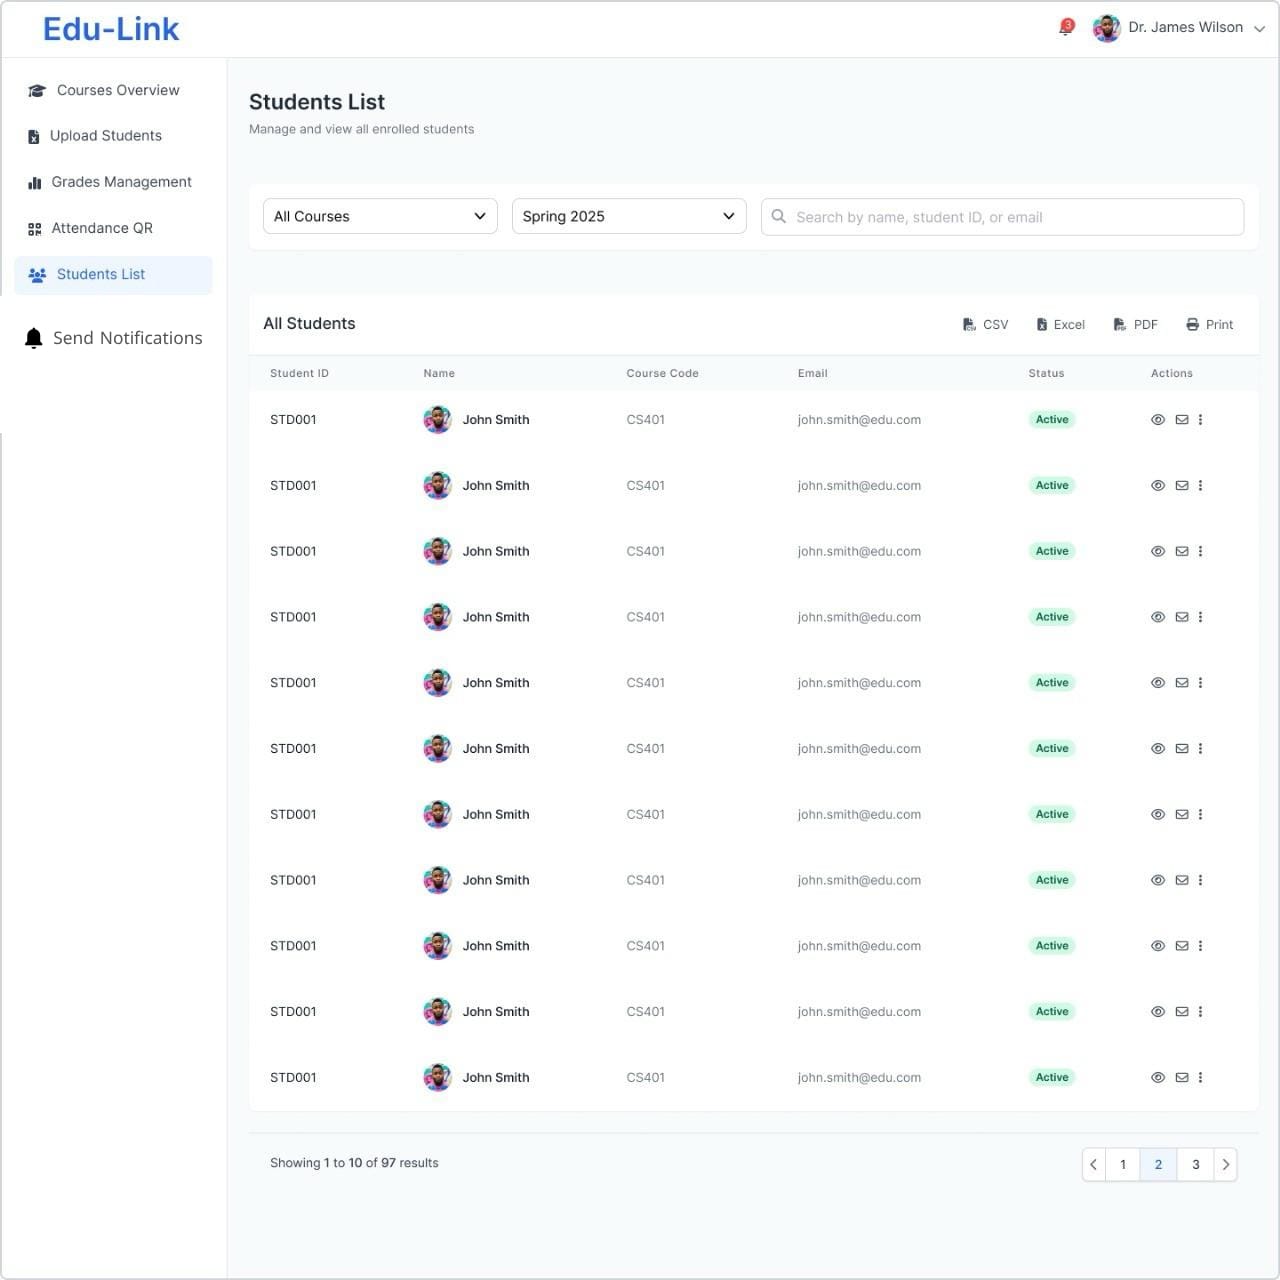 Edu-Link
3
Dr. James Wilson
Courses Overview
Upload Students
Grades Management
Attendance QR
Students List
Send Notifications
Students List
Manage and view all enrolled students
All Courses
Spring 2025
Search by name, student ID, or email
All Students
CSV Excel PDF Print
Student ID Name Course Code Email Status Actions
STD001 John Smith CS401 john.smith@edu.com Active
STD001 John Smith CS401 john.smith@edu.com Active
STD001 John Smith CS401 john.smith@edu.com Active
STD001 John Smith CS401 john.smith@edu.com Active
STD001 John Smith CS401 john.smith@edu.com Active
STD001 John Smith CS401 john.smith@edu.com Active
STD001 John Smith CS401 john.smith@edu.com Active
STD001 John Smith CS401 john.smith@edu.com Active
STD001 John Smith CS401 john.smith@edu.com Active
STD001 John Smith CS401 john.smith@edu.com Active
STD001 John Smith CS401 john.smith@edu.com Active
Showing 1 to 10 of 97 results
1 2 3